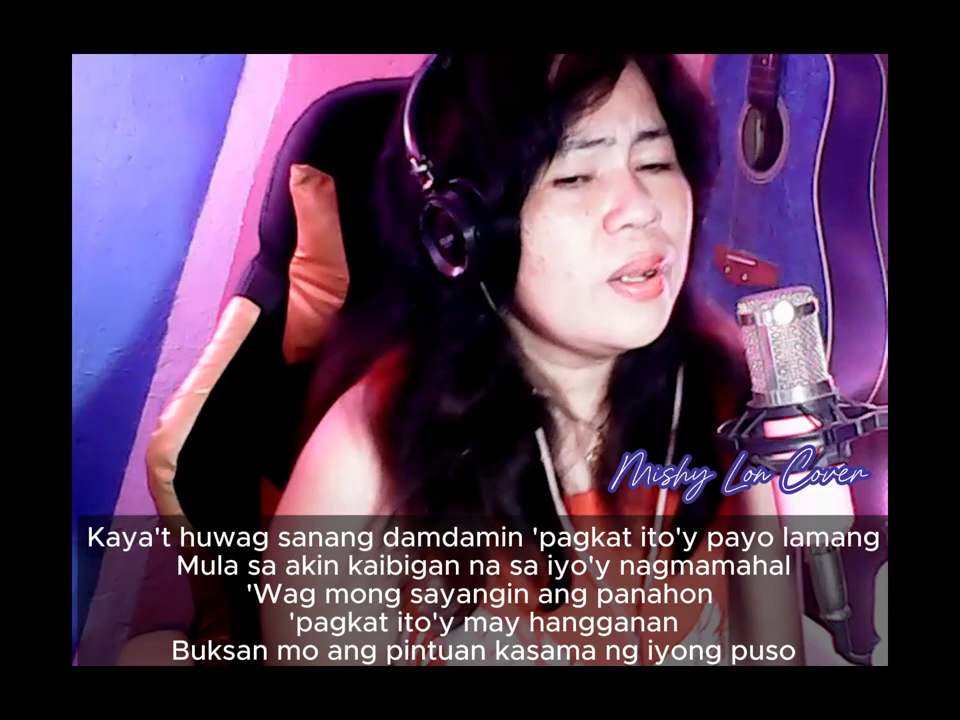 Mishy Lon Cover
Kaya't huwag sanang damdamin 'pagkat ito'y payo lamang
Mula sa akin kaibigan na sa iyo'y nagmamahal
'Wag mong sayangin ang panahon
'pagkat ito'y may hangganan
Buksan mo ang pintuan kasama ng iyong puso